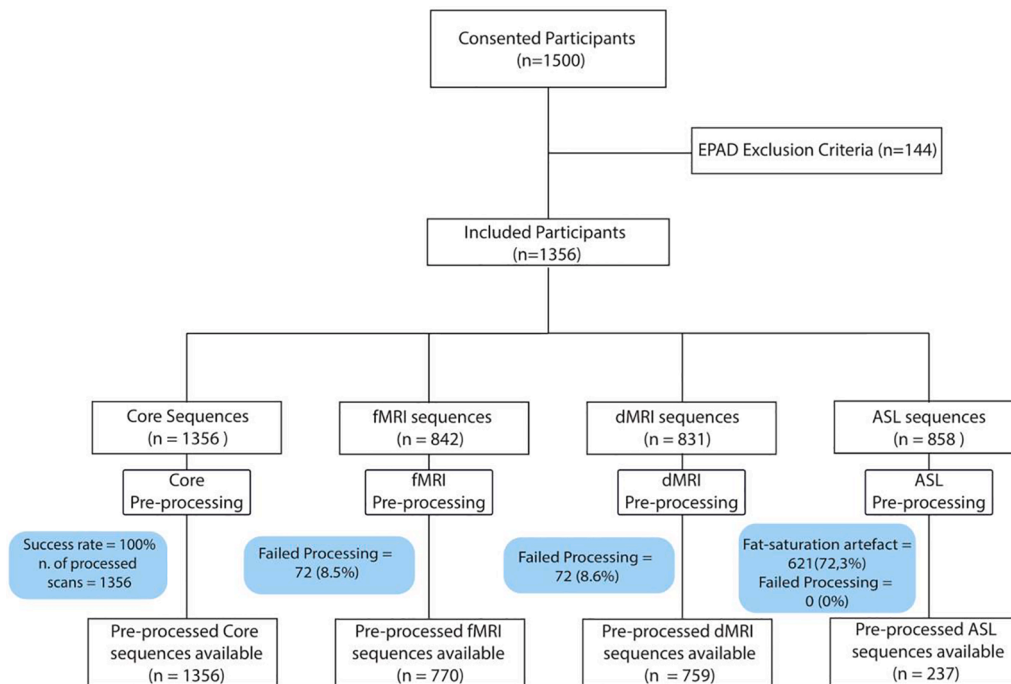 Consented Participants
(n=1500)
EPAD Exclusion Criteria (n=144)
Included Participants
(n=1356)
Core Sequences
(n = 1356 )
fMRI sequences
(n = 842)
dMRI sequences
(n = 831)
ASL sequences
(n = 858 )
Core
Pre-processing
fMRI
Pre-processing
dMRI
Pre-processing
ASL
Pre-processing
Success rate = 100%
n. of processed
scans = 1356
Failed Processing =
72 (8.5%)
Failed Processing =
72 (8.6%)
Fat-saturation artefact =
621(72,3%)
Failed Processing =
0 (0%)
Pre-processed Core
sequences available
(n = 1356)
Pre-processed fMRI
sequences available
(n = 770)
Pre-processed dMRI
sequences available
(n = 759)
Pre-processed ASL
sequences available
n = 237)